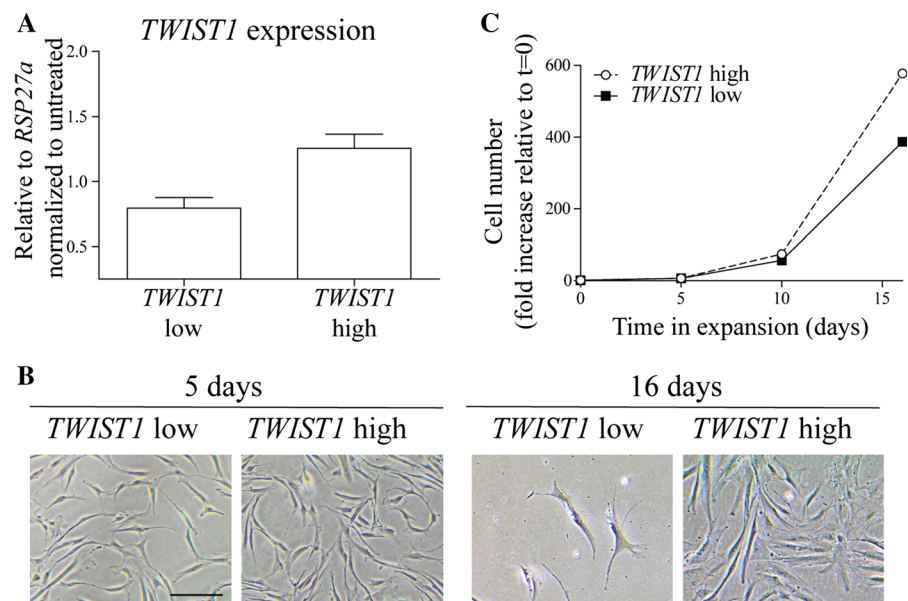 A
TWIST1 expression
Relative to RSP27a
normalized to untreated
2.0
1.5
1.0
0.5
TWIST1
low
TWIST1
high
C
Cell number
(fold increase relative to t=0)
600
400
200
0
TWIST1 high
TWIST1 low
0 5 10 15
Time in expansion (days)
B
5 days
16 days
TWIST1 low
TWIST1 high
TWIST1 low
TWIST1 high